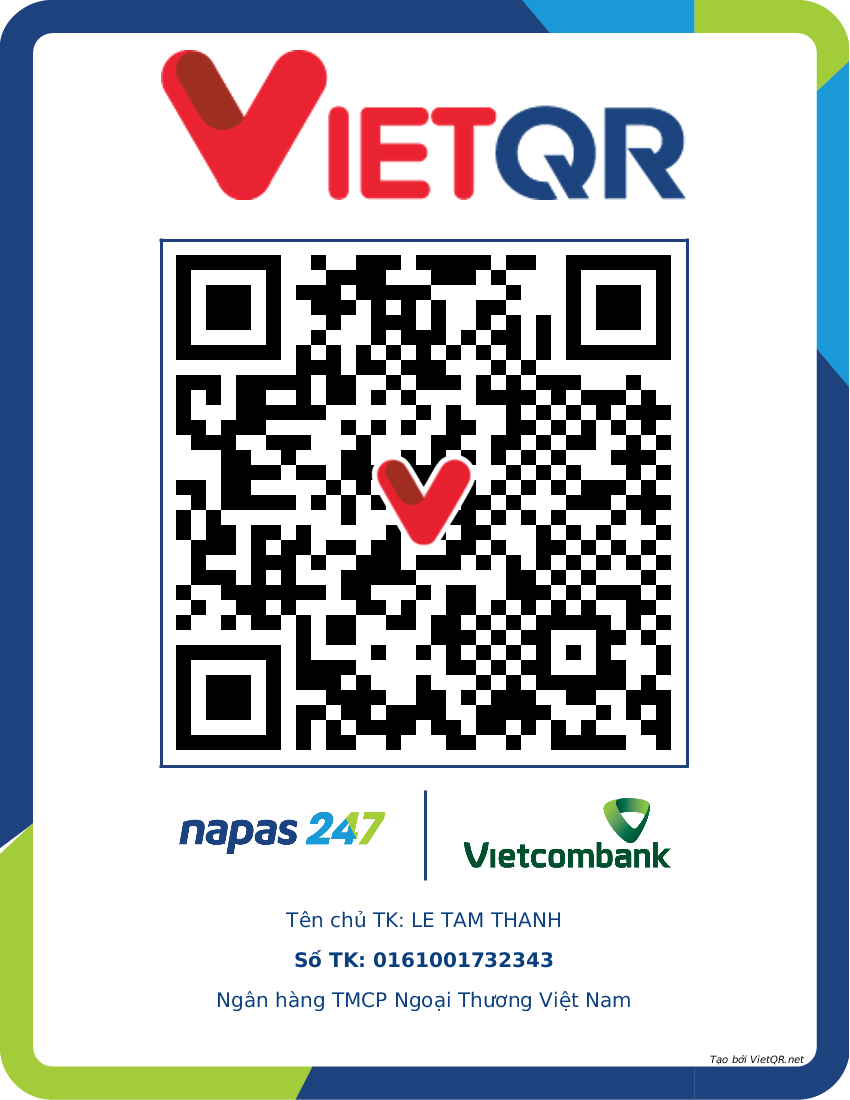 VIETQR
napas 247
Vietcombank
Tên chủ TK: LE TAM THANH
Số TK: 0161001732343
Ngân hàng TMCP Ngoại Thương Việt Nam
Tạo bởi VietQR.net